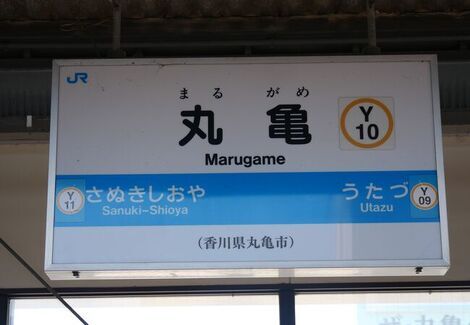 JR
まるがめ
丸亀
Marugame
Y
10
Y
11
さぬきしおや
Sanuki-Shioya
うたづ
Utazu
Y
09
(香川県丸亀市)